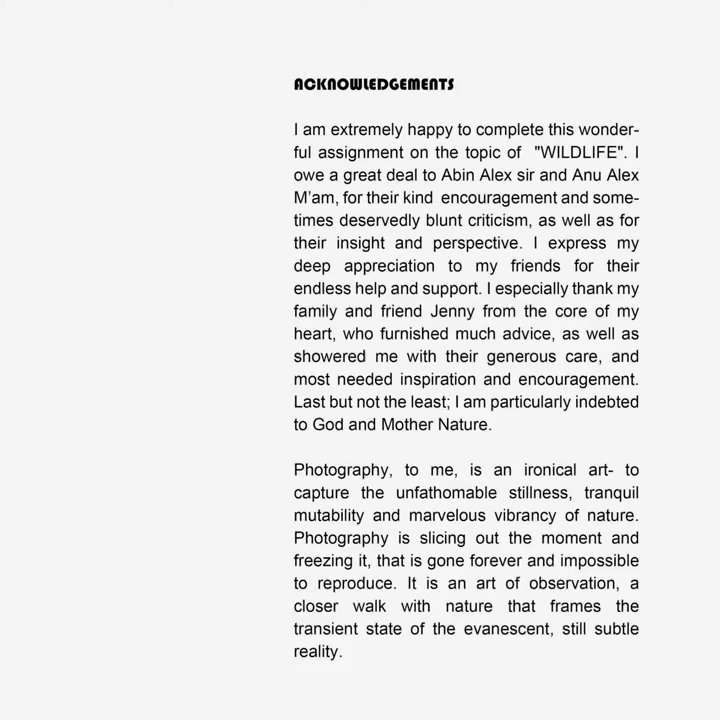 ACKNOWLEDGEMENTS
I am extremely happy to complete this wonder-
ful assignment on the topic of  "WILDLIFE". I
owe a great deal to Abin Alex sir and Anu Alex
M'am, for their kind  encouragement and some-
times deservedly blunt criticism, as well as for
their insight and perspective. I express my
deep appreciation to my friends for their
endless help and support. I especially thank my
family and friend Jenny from the core of my
heart, who furnished much advice, as well as
showered me with their generous care, and
most needed inspiration and encouragement.
Last but not the least; I am particularly indebted
to God and Mother Nature.
Photography, to me, is an ironical art- to
capture the unfathomable stillness, tranquil
mutability and marvelous vibrancy of nature.
Photography is slicing out the moment and
freezing it, that is gone forever and impossible
to reproduce. It is an art of observation, a
closer walk with nature that frames the
transient state of the evanescent, still subtle
reality.